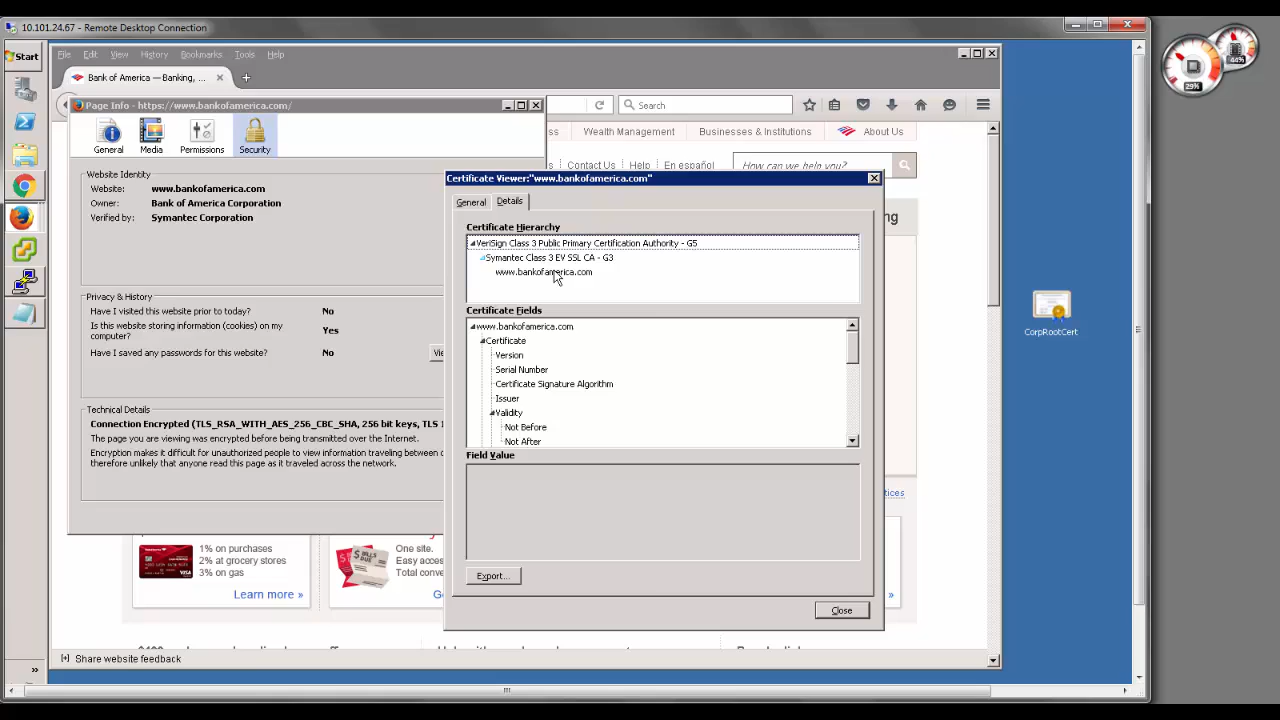 10.101.24.67 - Remote Desktop Connection
Start
File Edit View History Bookmarks Tools Help
Bank of America — Banking, ...
Search
Page Info - https://www.bankofamerica.com/
General Media Permissions Security
ss Wealth Management Businesses & Institutions About Us
Contact Us Help En español How can we help you?
Website Identity
Website: www.bankofamerica.com
Owner: Bank of America Corporation
Verified by: Symantec Corporation
Privacy & History
Have I visited this website prior to today? No
Is this website storing information (cookies) on my
computer? Yes
Have I saved any passwords for this website? No Vie
Technical Details
Connection Encrypted (TLS_RSA_WITH_AES_256_CBC_SHA, 256 bit keys, TLS 1
The page you are viewing was encrypted before being transmitted over the Internet.
Encryption makes it difficult for unauthorized people to view information traveling between
therefore unlikely that anyone read this page as it traveled across the network.
Certificate Viewer:"www.bankofamerica.com"
General Details
Certificate Hierarchy
VeriSign Class 3 Public Primary Certification Authority - G5
Symantec Class 3 EV SSL CA - G3
www.bankofamerica.com
Certificate Fields
www.bankofamerica.com
Certificate
Version
Serial Number
Certificate Signature Algorithm
Issuer
Validity
Not Before
Not After
Field Value
Export...
Close
ng
tices
1% on purchases
2% at grocery stores
3% on gas
Learn more »
One site.
Easy acces
Total conve
»
Share website feedback
CorpRootCert
29%
44%